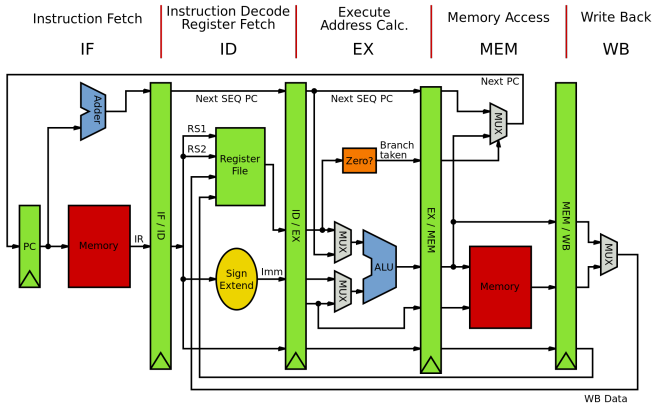 Instruction Fetch
IF
Instruction Decode
Register Fetch
ID
Execute
Address Calc.
EX
Memory Access
MEM
Write Back
WB
Next PC
Next SEQ PC
Next SEQ PC
Adder
MUX
RS1
RS2
Register
File
Zero?
Branch
taken
PC
Memory
IR
IF / ID
Sign
Extend
Imm
ID / EX
MUX
MUX
ALU
EX / MEM
Memory
MEM / WB
MUX
WB Data